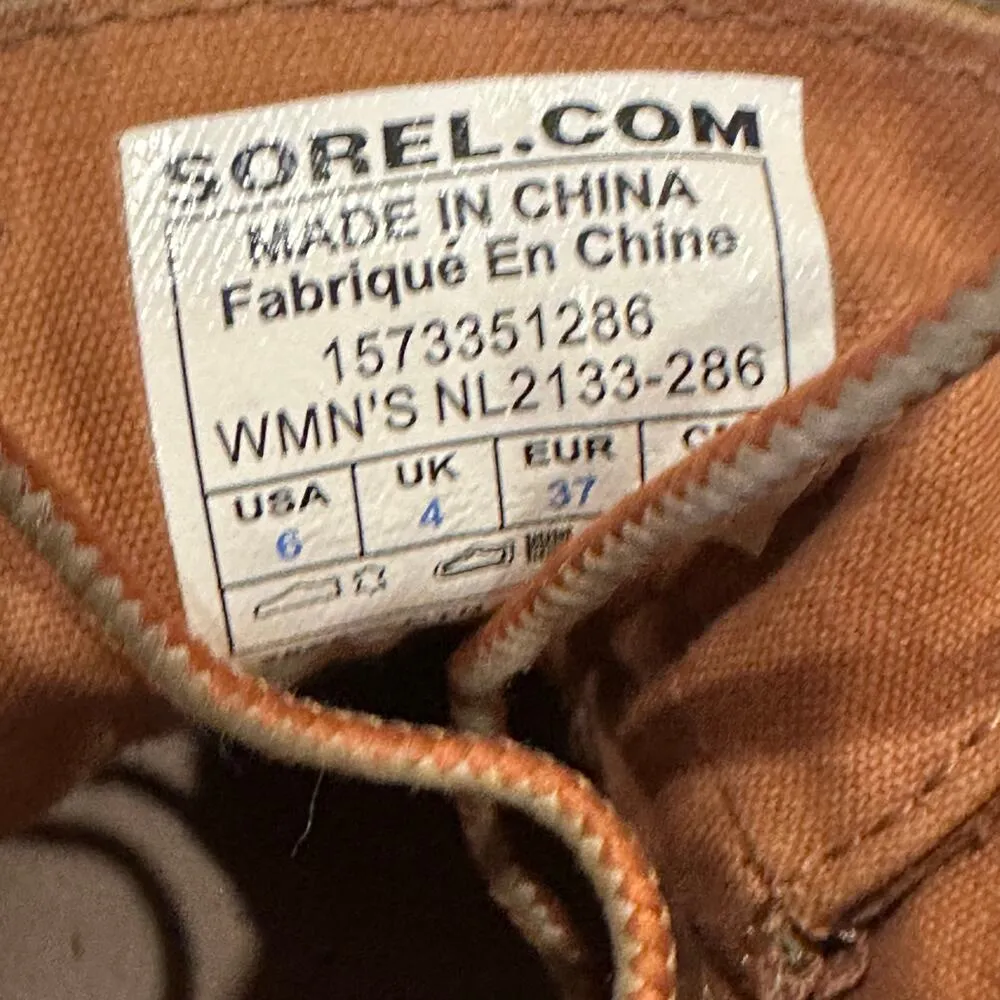 SOREL.COM
MADE IN CHINA
Fabriqué En Chine
1573351286
WMN'S NL2133-286
USA UK EUR
6 4 37